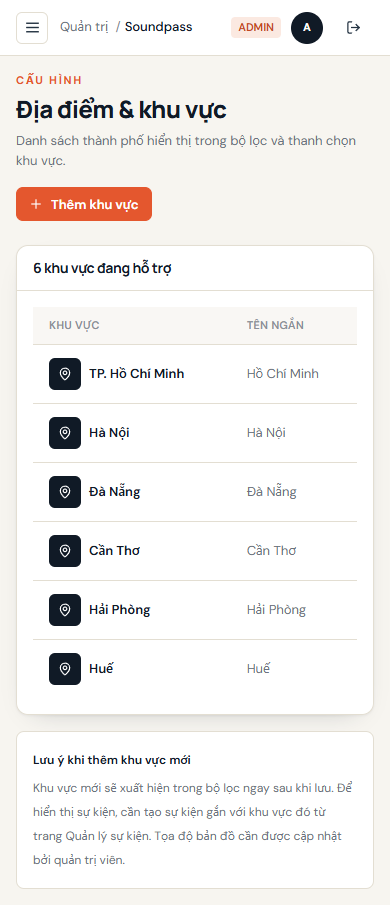 Quản trị / Soundpass ADMIN A
CẤU HÌNH
Địa điểm & khu vực
Danh sách thành phố hiển thị trong bộ lọc và thanh chọn
khu vực.
Thêm khu vực
6 khu vực đang hỗ trợ
KHU VỰC TÊN NGẮN
TP. Hồ Chí Minh Hồ Chí Minh
Hà Nội Hà Nội
Đà Nẵng Đà Nẵng
Cần Thơ Cần Thơ
Hải Phòng Hải Phòng
Huế Huế
Lưu ý khi thêm khu vực mới
Khu vực mới sẽ xuất hiện trong bộ lọc ngay sau khi lưu. Để
hiển thị sự kiện, cần tạo sự kiện gắn với khu vực đó từ
trang Quản lý sự kiện. Tọa độ bản đồ cần được cập nhật
bởi quản trị viên.